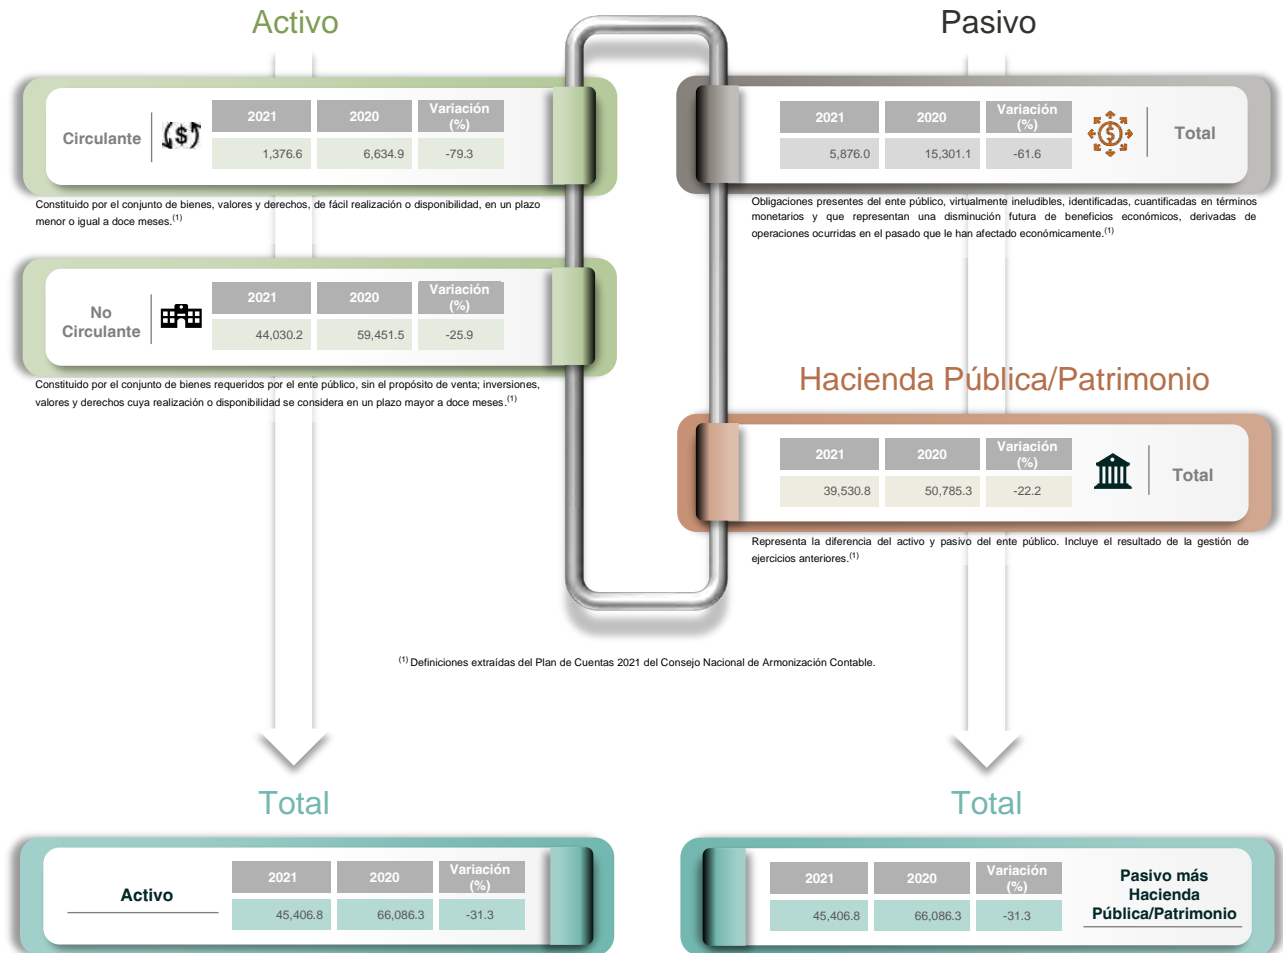 Activo
Circulante
2021 2020 Variación (%)
1,376.6 6,634.9 -79.3
Constituido por el conjunto de bienes, valores y derechos, de fácil realización o disponibilidad, en un plazo
menor o igual a doce meses.(1)
No
Circulante
2021 2020 Variación (%)
44,030.2 59,451.5 -25.9
Constituido por el conjunto de bienes requeridos por el ente público, sin el propósito de venta; inversiones,
valores y derechos cuya realización o disponibilidad se considera en un plazo mayor a doce meses.(1)
Pasivo
2021 2020 Variación (%)
5,876.0 15,301.1 -61.6
Total
Obligaciones presentes del ente público, virtualmente ineludibles, identificadas, cuantificadas en términos
monetarios y que representan una disminución futura de beneficios económicos, derivadas de
operaciones ocurridas en el pasado que le han afectado económicamente.(1)
Hacienda Pública/Patrimonio
2021 2020 Variación (%)
39,530.8 50,785.3 -22.2
Total
Representa la diferencia del activo y pasivo del ente público. Incluye el resultado de la gestión de
ejercicios anteriores.(1)
(1) Definiciones extraídas del Plan de Cuentas 2021 del Consejo Nacional de Armonización Contable.
Total
Activo
2021 2020 Variación (%)
45,406.8 66,086.3 -31.3
Total
2021 2020 Variación (%)
45,406.8 66,086.3 -31.3
Pasivo más
Hacienda
Pública/Patrimonio